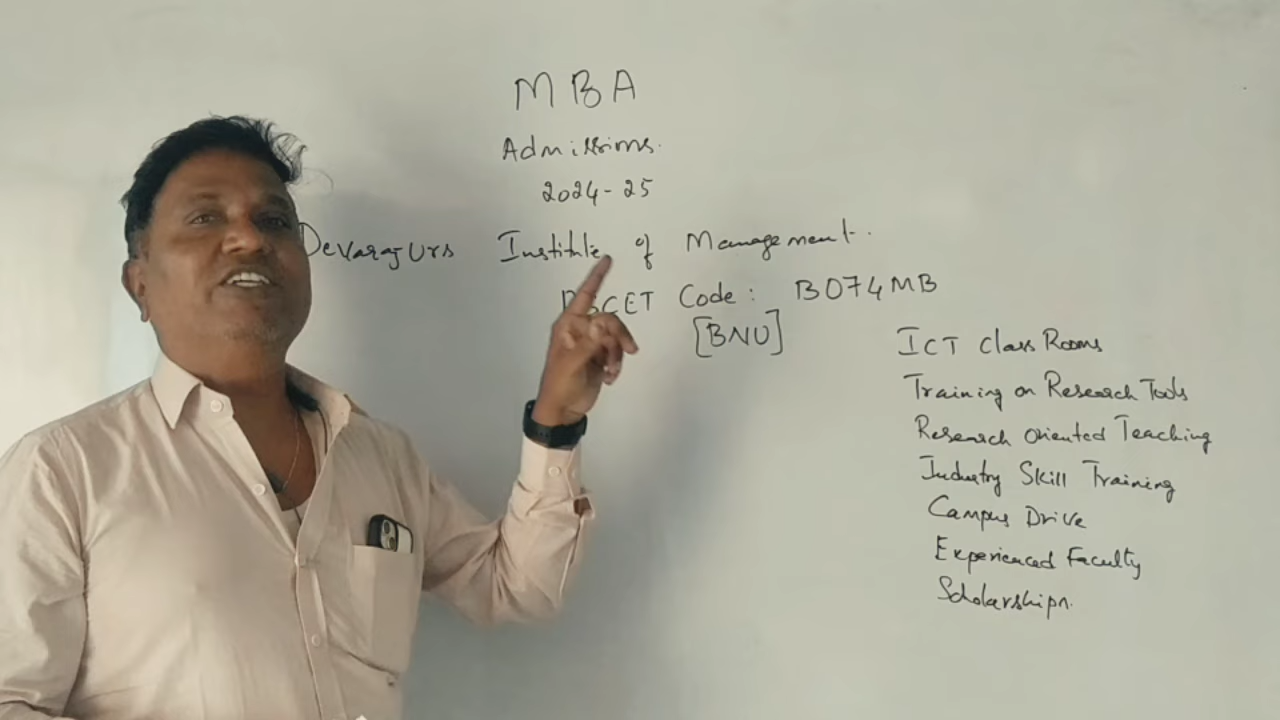 MBA
Admissions.
2024-25
Devaraj Urs Institute of Management.
Code: B074MB
[BNU]
ICT Class Rooms
Training on Research Tools
Research oriented Teaching
Industry Skill Training
Campus Drive
Experienced Faculty
Scholarships.